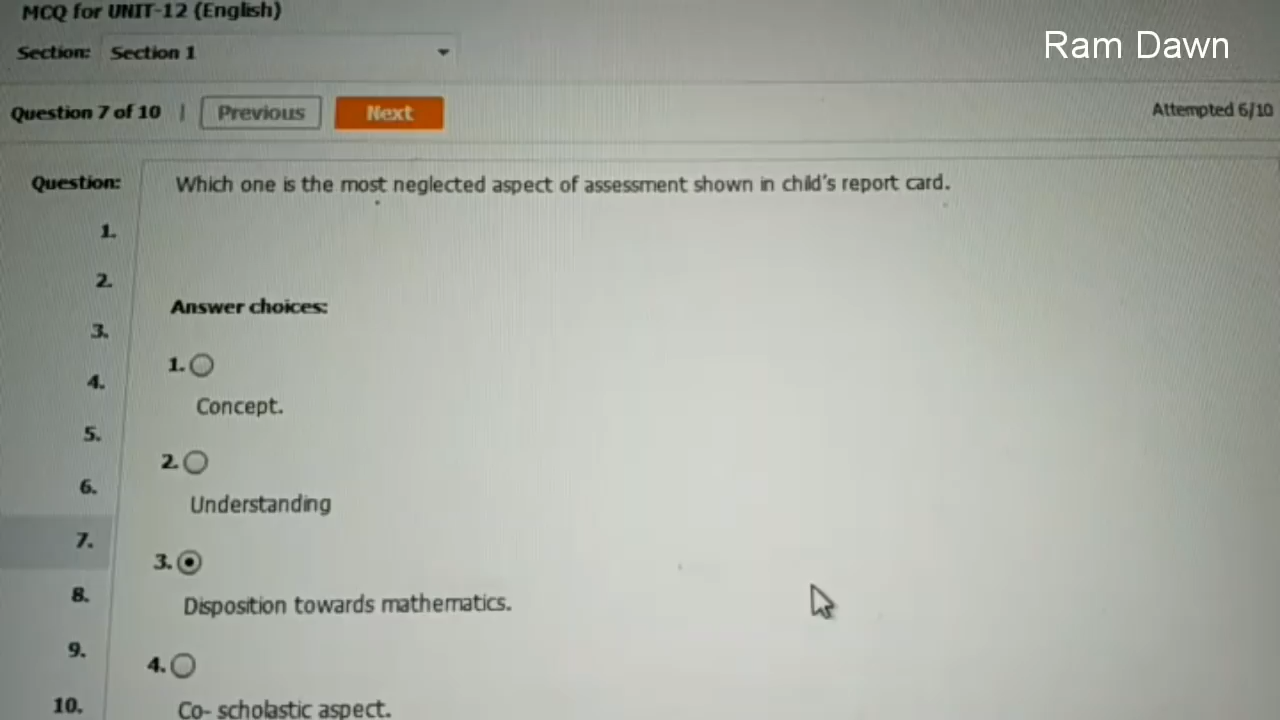 MCQ for UNIT-12 (English)
Ram Dawn
Section: Section 1
Question 7 of 10 | Previous Next
Attempted 6/10
Question:
Which one is the most neglected aspect of assessment shown in child's report card.
1.
2.
3.
4.
5.
6.
7.
8.
9.
10.
Answer choices:
1.
Concept.
2.
Understanding
3.
Disposition towards mathematics.
4.
Co- scholastic aspect.